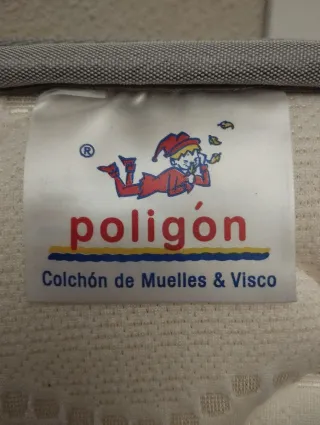 ®
poligón
Colchón de Muelles & Visco